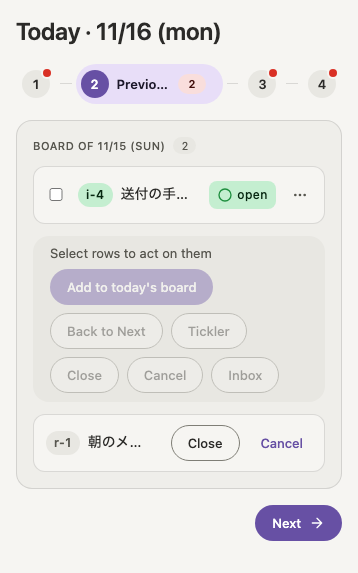 Today · 11/16 (mon)
1
2 Previo... 2
3
4
BOARD OF 11/15 (SUN) 2
i-4 送付の手... open ...
Select rows to act on them
Add to today's board
Back to Next Tickler
Close Cancel Inbox
r-1 朝のメ... Close Cancel
Next →